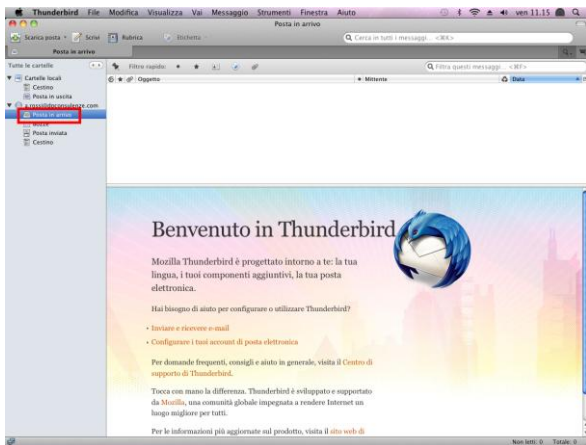 Thunderbird File Modifica Visualizza Vai Messaggio Strumenti Finestra Aiuto ven 11.15
Posta in arrivo
Scarica posta Scrivi Rubrica Etichetta Cerca in tutti i messaggi... <⌘K>
Posta in arrivo
Tutte le cartelle Filtro rapido: Filtra questi messaggi...
Cartelle locali Oggetto Mittente Data
Cestino
Posta in uscita
a.rossi@doconsulenze.com
Posta in arrivo
Bozze
Posta inviata
Cestino
Benvenuto in Thunderbird
Mozilla Thunderbird è progettato intorno a te: la tua
lingua, i tuoi componenti aggiuntivi, la tua posta
elettronica.
Hai bisogno di aiuto per configurare o utilizzare Thunderbird?
• Inviare e ricevere e-mail
• Configurare i tuoi account di posta elettronica
Per domande frequenti, consigli e aiuto in generale, visita il Centro di
supporto di Thunderbird.
Tocca con mano la differenza. Thunderbird è sviluppato e supportato
da Mozilla, una comunità globale impegnata a rendere Internet un
luogo migliore per tutti.
Per le informazioni più aggiornate sul prodotto, visita il sito web di
Non letti: 0 Totale: 0